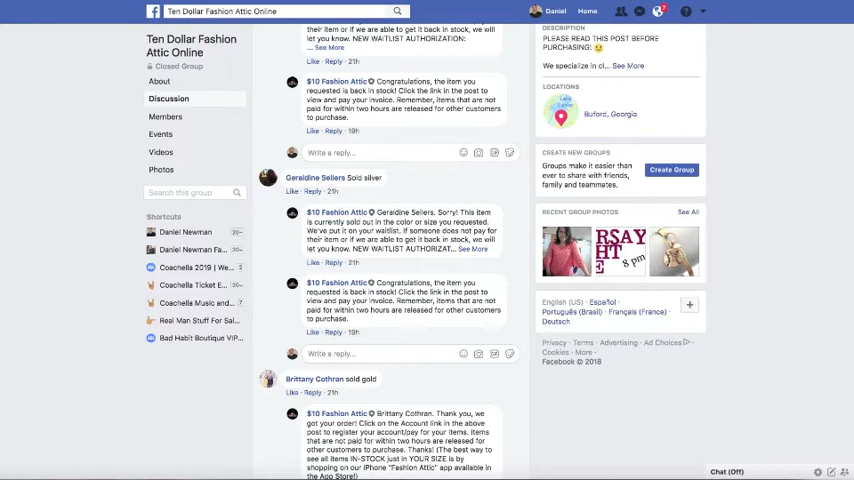 Ten Dollar Fashion Attic Online
Daniel
Home
7
Ten Dollar Fashion
Attic Online
Closed Group
About
Discussion
Members
Events
Videos
Photos
Search this group
Shortcuts
Daniel Newman 20+
Daniel Newman Fa... 20+
Coachella 2019 | We... 2
Coachella Ticket E...
Coachella Music and... 7
Real Man Stuff For Sal...
Bad Habit Boutique VIP...
their item or if we are able to get it back in stock, we will
let you know. NEW WAITLIST AUTHORIZATION:
... See More
Like · Reply · 21h
$10 Fashion Attic Congratulations, the item you
requested is back in stock! Click the link in the post to
view and pay your invoice. Remember, items that are not
paid for within two hours are released for other customers
to purchase.
Like · Reply · 19h
Write a reply...
Geraldine Sellers Sold silver
Like · Reply · 21h
$10 Fashion Attic Geraldine Sellers. Sorry! This item
is currently sold out in the color or size you requested.
We've put it on your waitlist. If someone does not pay for
their item or if we are able to get it back in stock, we will
let you know. NEW WAITLIST AUTHORIZAT... See More
Like · Reply · 21h
$10 Fashion Attic Congratulations, the item you
requested is back in stock! Click the link in the post to
view and pay your invoice. Remember, items that are not
paid for within two hours are released for other customers
to purchase.
Like · Reply · 19h
Write a reply...
Brittany Cothran sold gold
Like · Reply · 21h
$10 Fashion Attic Brittany Cothran. Thank you, we
got your order! Click on the Account link in the above
post to register your account/pay for your items. Items
that are not paid for within two hours are released for
other customers to purchase. Thanks! (The best way to
see all items IN-STOCK just in YOUR SIZE is by
shopping on our iPhone "Fashion Attic" app available in
the App Store!)
DESCRIPTION
PLEASE READ THIS POST BEFORE
PURCHASING!
We specialize in cl... See More
LOCATIONS
Buford, Georgia
CREATE NEW GROUPS
Groups make it easier than
ever to share with friends,
family and teammates.
Create Group
RECENT GROUP PHOTOS
See All
RSAY
HT
E
8 pm
English (US) · Español ·
Português (Brasil) · Français (France) ·
Deutsch
Privacy · Terms · Advertising · Ad Choices
Cookies · More
Facebook © 2018
Chat (Off)